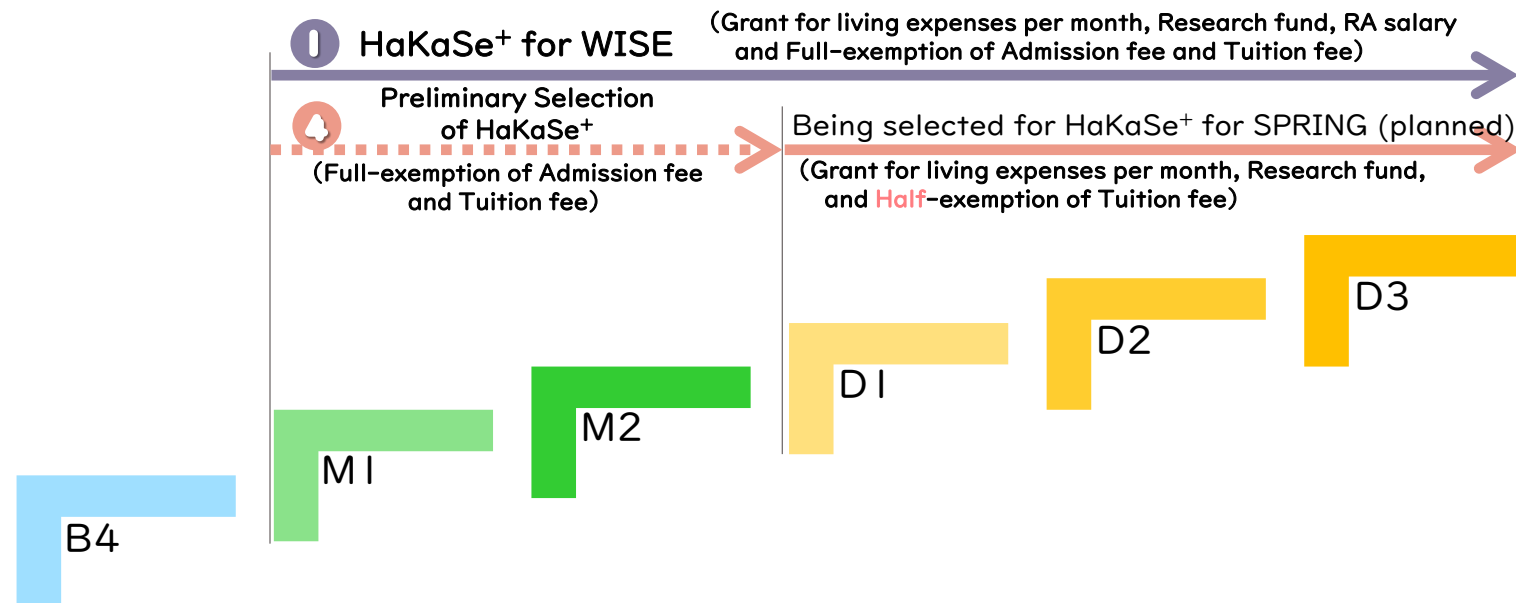 1 HaKaSe⁺ for WISE
(Grant for living expenses per month, Research fund, RA salary
and Full-exemption of Admission fee and Tuition fee)
4
Preliminary Selection
of HaKaSe⁺
(Full-exemption of Admission fee
and Tuition fee)
Being selected for HaKaSe⁺ for SPRING (planned)
(Grant for living expenses per month, Research fund,
and Half-exemption of Tuition fee)
D3
D2
D1
M2
M1
B4